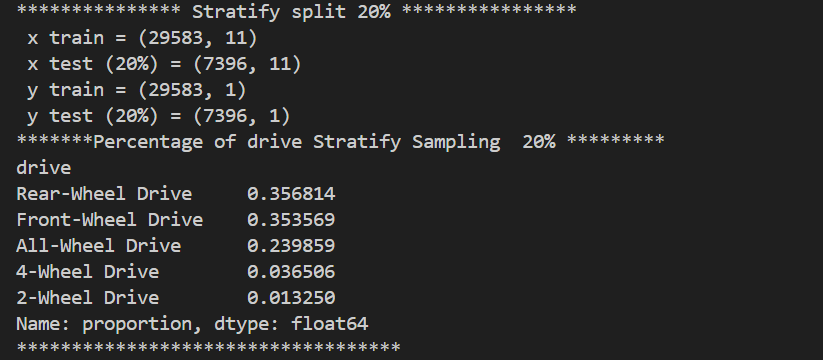 *************** Stratify split 20% ****************
x train = (29583, 11)
x test (20%) = (7396, 11)
y train = (29583, 1)
y test (20%) = (7396, 1)
*******Percentage of drive Stratify Sampling  20% *********
drive
Rear-Wheel Drive     0.356814
Front-Wheel Drive    0.353569
All-Wheel Drive      0.239859
4-Wheel Drive        0.036506
2-Wheel Drive        0.013250
Name: proportion, dtype: float64
***********************************